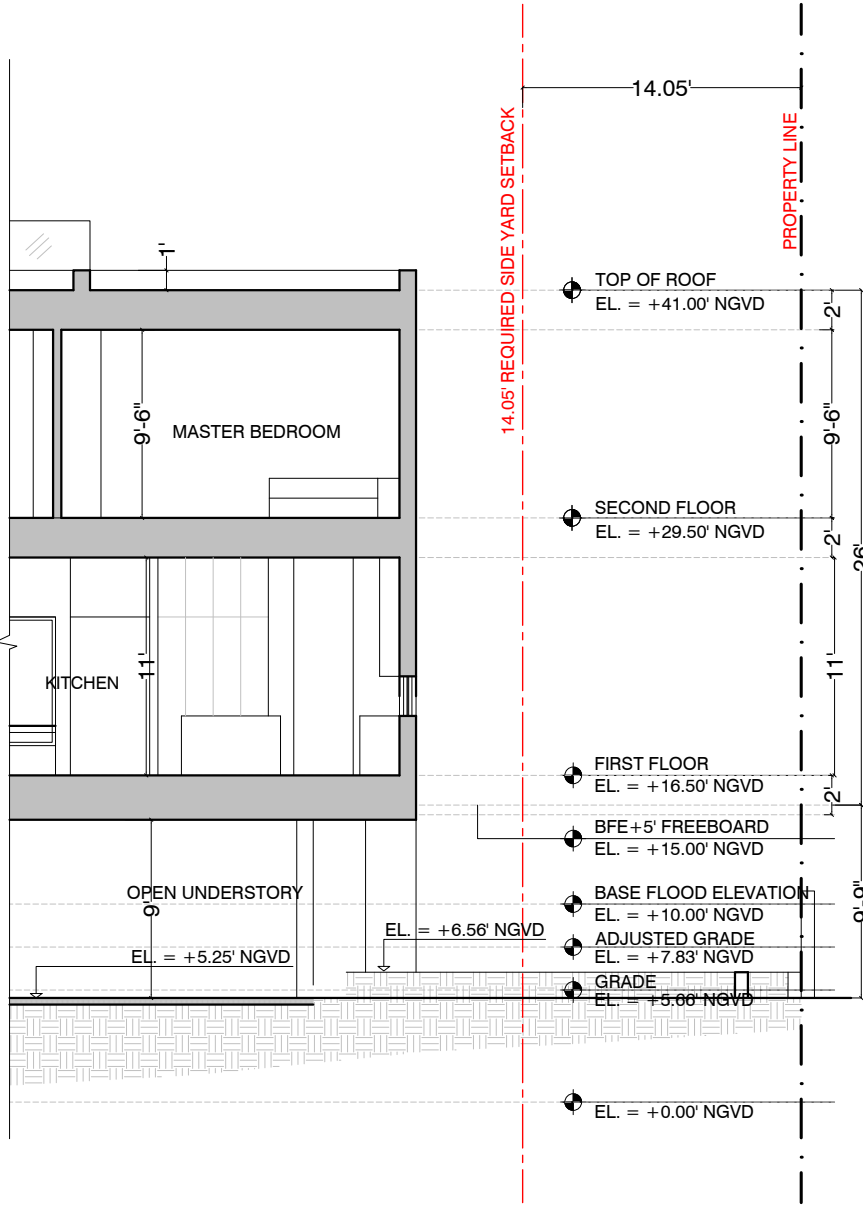 14.05'
14.05' REQUIRED SIDE YARD SETBACK
PROPERTY LINE
1'
TOP OF ROOF
EL. = +41.00' NGVD
2'
9'-6"
MASTER BEDROOM
9'-6"
SECOND FLOOR
EL. = +29.50' NGVD
2'
26'
11'
KITCHEN
11'
FIRST FLOOR
EL. = +16.50' NGVD
2'
BFE+5' FREEBOARD
EL. = +15.00' NGVD
OPEN UNDERSTORY
9'
BASE FLOOD ELEVATION
EL. = +10.00' NGVD
9'-9"
EL. = +6.56' NGVD
ADJUSTED GRADE
EL. = +7.83' NGVD
EL. = +5.25' NGVD
GRADE
EL. = +5.66' NGVD
EL. = +0.00' NGVD